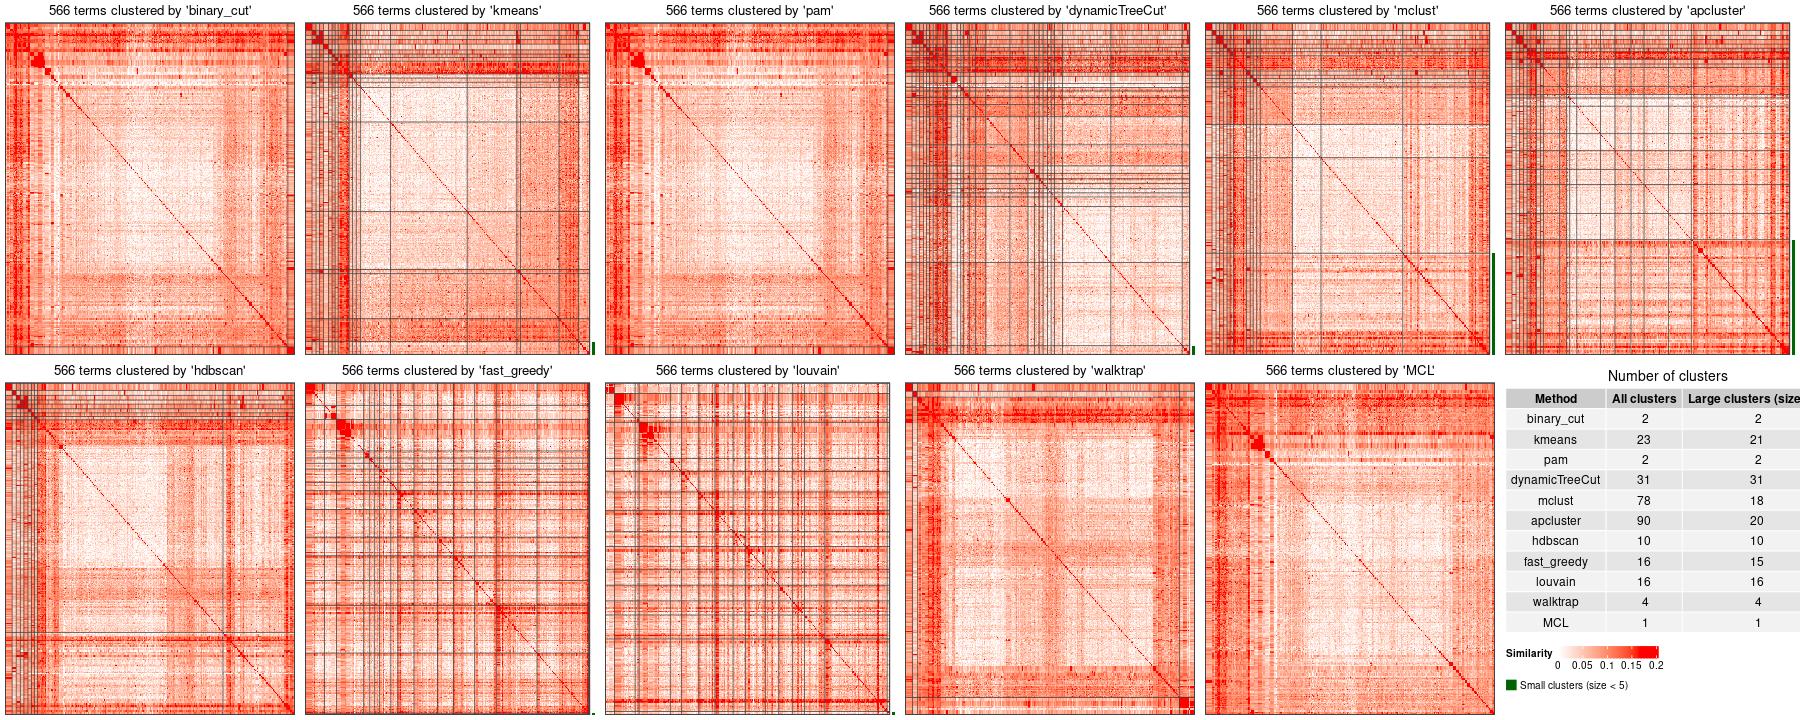 566 terms clustered by 'binary_cut'
566 terms clustered by 'kmeans'
566 terms clustered by 'pam'
566 terms clustered by 'dynamicTreeCut'
566 terms clustered by 'mclust'
566 terms clustered by 'apcluster'
566 terms clustered by 'hdbscan'
566 terms clustered by 'fast_greedy'
566 terms clustered by 'louvain'
566 terms clustered by 'walktrap'
566 terms clustered by 'MCL'
Number of clusters
Method All clusters Large clusters (size
binary_cut 2 2
kmeans 23 21
pam 2 2
dynamicTreeCut 31 31
mclust 78 18
apcluster 90 20
hdbscan 10 10
fast_greedy 16 15
louvain 16 16
walktrap 4 4
MCL 1 1
Similarity
0 0.05 0.1 0.15 0.2
Small clusters (size < 5)